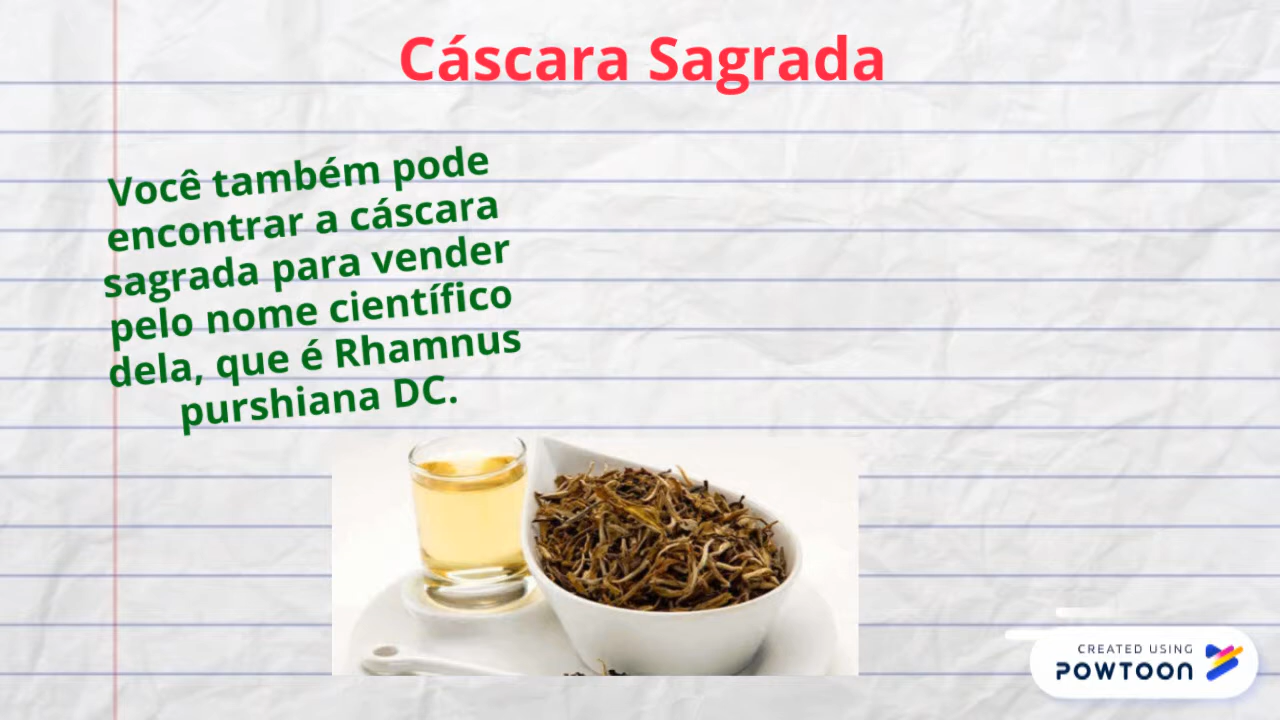 Cáscara Sagrada
Você também pode
encontrar a cáscara
sagrada para vender
pelo nome científico
dela, que é Rhamnus
purshiana DC.
CREATED USING
POWTOON